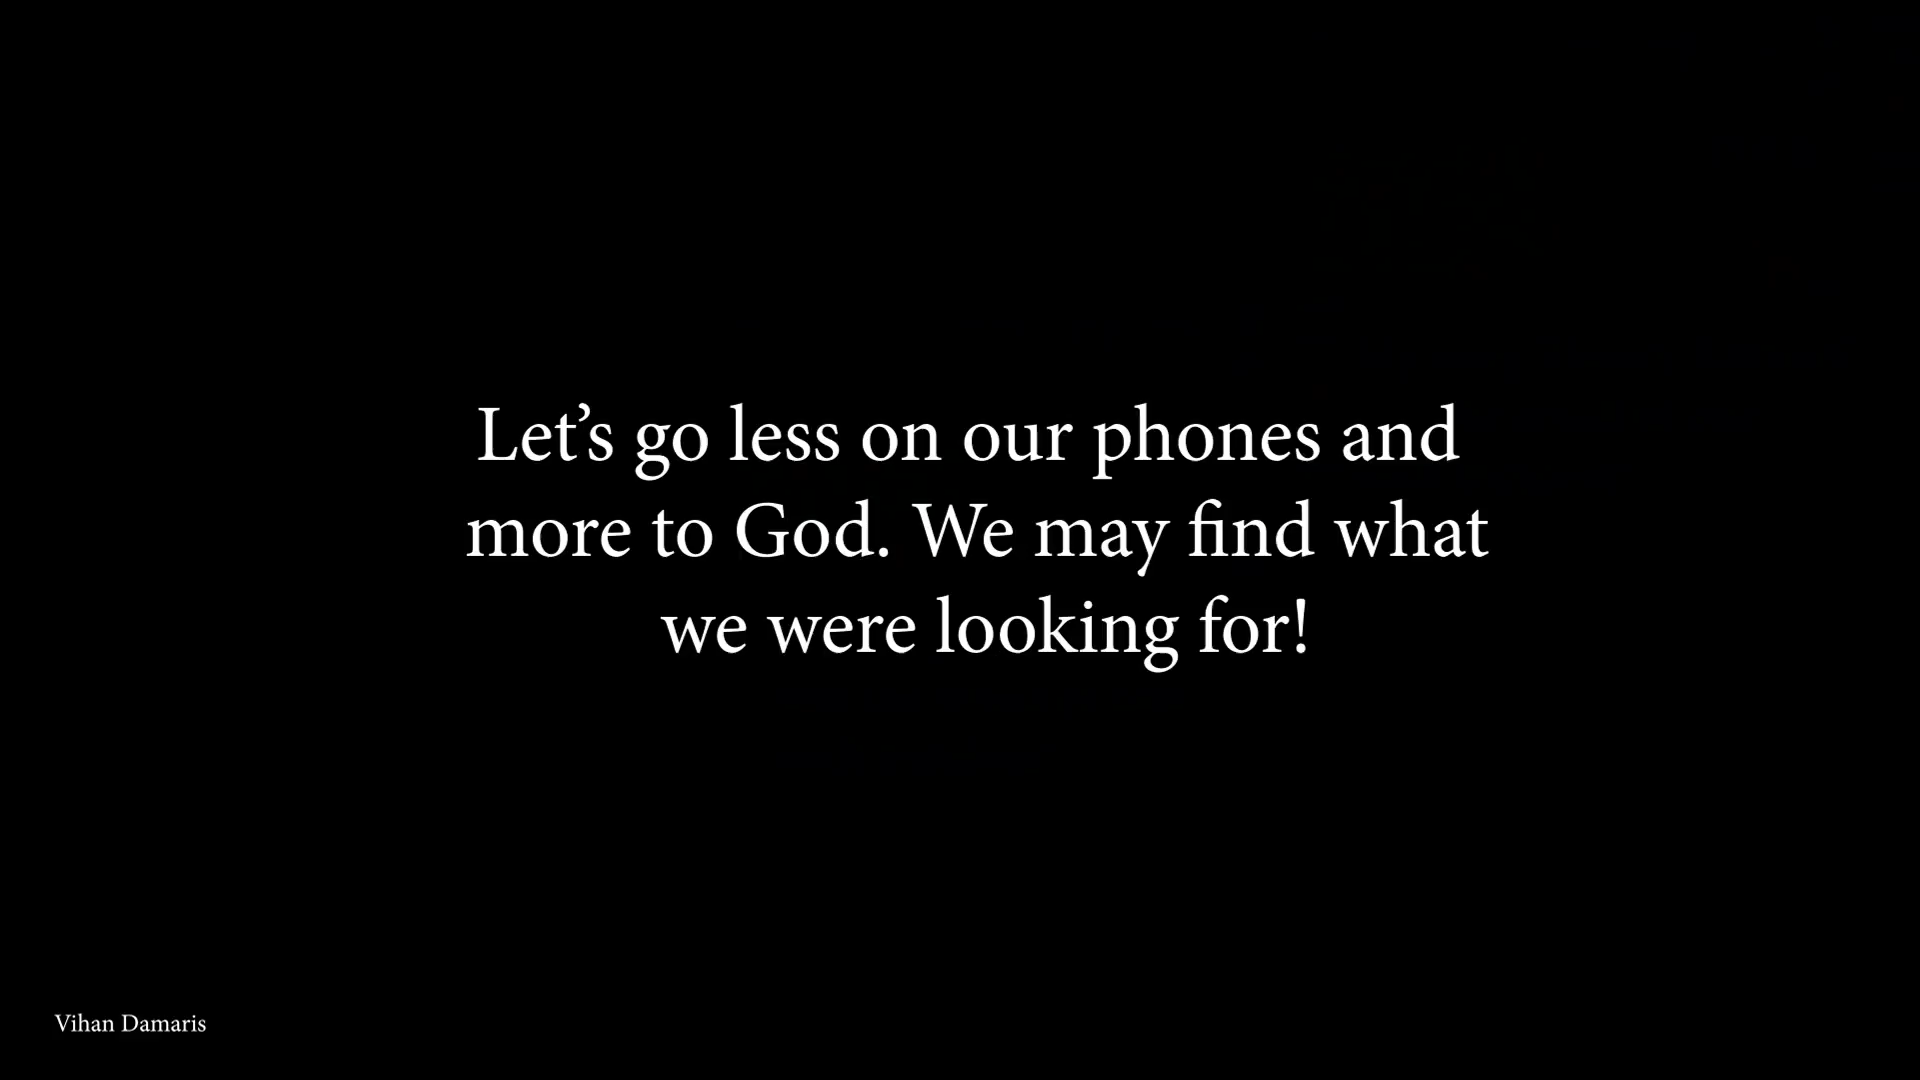 Let’s go less on our phones and
more to God. We may find what
we were looking for!
Vihan Damaris